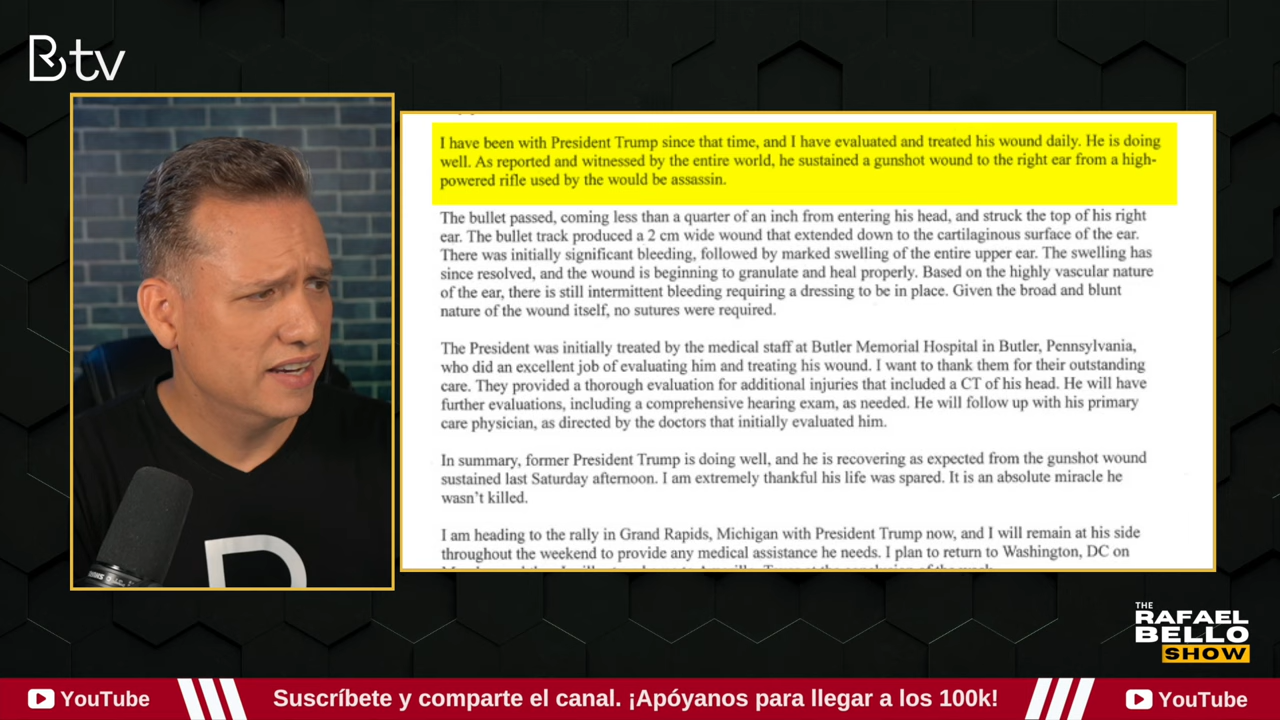 Btv
I have been with President Trump since that time, and I have evaluated and treated his wound daily. He is doing
well. As reported and witnessed by the entire world, he sustained a gunshot wound to the right ear from a high-
powered rifle used by the would be assassin.
The bullet passed, coming less than a quarter of an inch from entering his head, and struck the top of his right
ear. The bullet track produced a 2 cm wide wound that extended down to the cartilaginous surface of the ear.
There was initially significant bleeding, followed by marked swelling of the entire upper ear. The swelling has
since resolved, and the wound is beginning to granulate and heal properly. Based on the highly vascular nature
of the ear, there is still intermittent bleeding requiring a dressing to be in place. Given the broad and blunt
nature of the wound itself, no sutures were required.
The President was initially treated by the medical staff at Butler Memorial Hospital in Butler, Pennsylvania,
who did an excellent job of evaluating him and treating his wound. I want to thank them for their outstanding
care. They provided a thorough evaluation for additional injuries that included a CT of his head. He will have
further evaluations, including a comprehensive hearing exam, as needed. He will follow up with his primary
care physician, as directed by the doctors that initially evaluated him.
In summary, former President Trump is doing well, and he is recovering as expected from the gunshot wound
sustained last Saturday afternoon. I am extremely thankful his life was spared. It is an absolute miracle he
wasn't killed.
I am heading to the rally in Grand Rapids, Michigan with President Trump now, and I will remain at his side
throughout the weekend to provide any medical assistance he needs. I plan to return to Washington, DC on
THE
RAFAEL
BELLO
SHOW
YouTube
Suscríbete y comparte el canal. ¡Apóyanos para llegar a los 100k!
YouTube